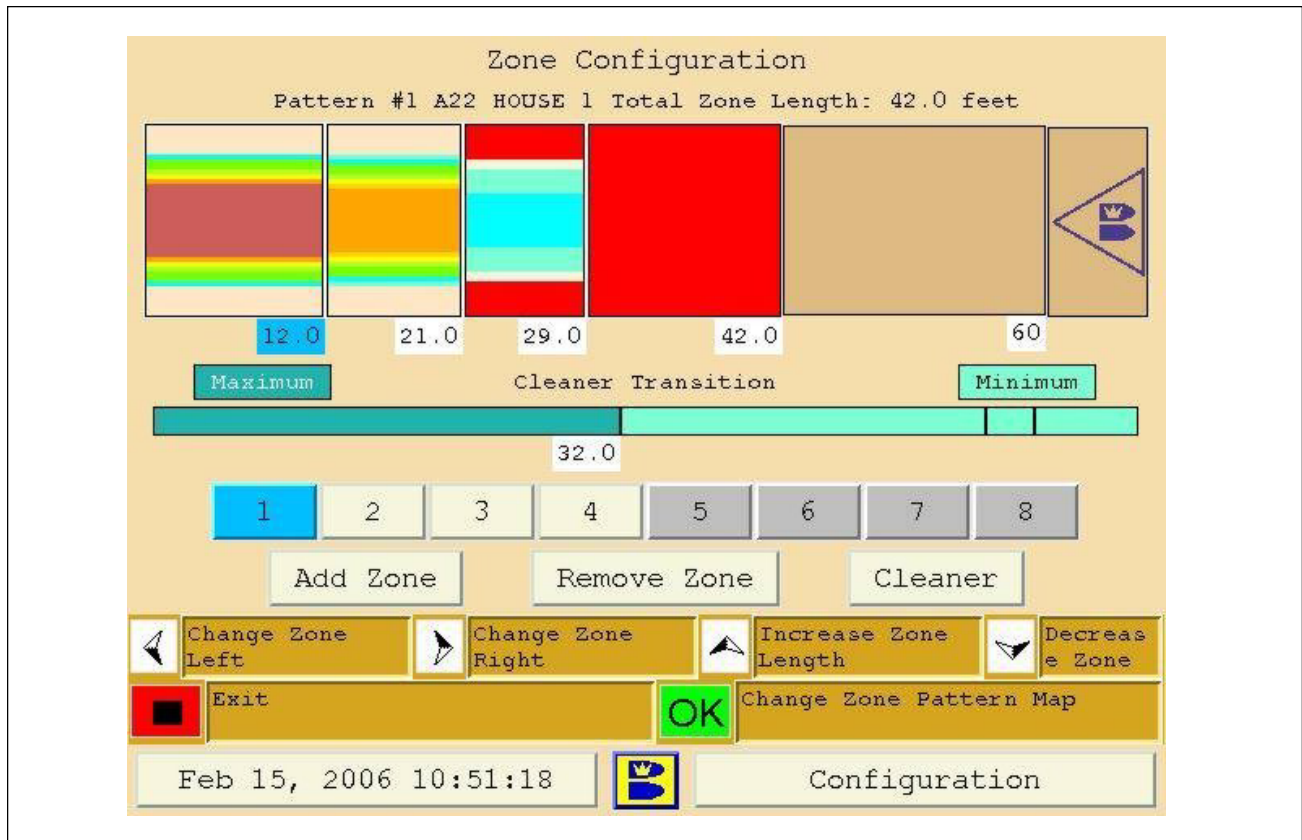 Zone Configuration
Pattern #1 A22 HOUSE 1 Total Zone Length: 42.0 feet
12.0 21.0 29.0 42.0 60
Maximum Cleaner Transition Minimum
32.0
1 2 3 4 5 6 7 8
Add Zone Remove Zone Cleaner
Change Zone
Left
Change Zone
Right
Increase Zone
Length
Decreas
e Zone
Exit
OK
Change Zone Pattern Map
Feb 15, 2006 10:51:18
Configuration